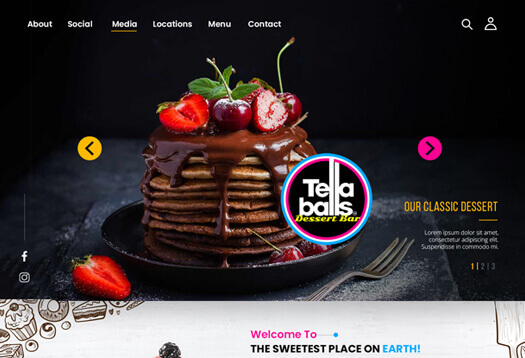 About Social Media Locations Menu Contact
Tella
balls
Dessert Bar
OUR CLASSIC DESSERT
Lorem ipsum dolor sit amet,
consectetur adipiscing elit.
Suspendisse in commodo mi.
1 | 2 | 3
Welcome To
THE SWEETEST PLACE ON EARTH!